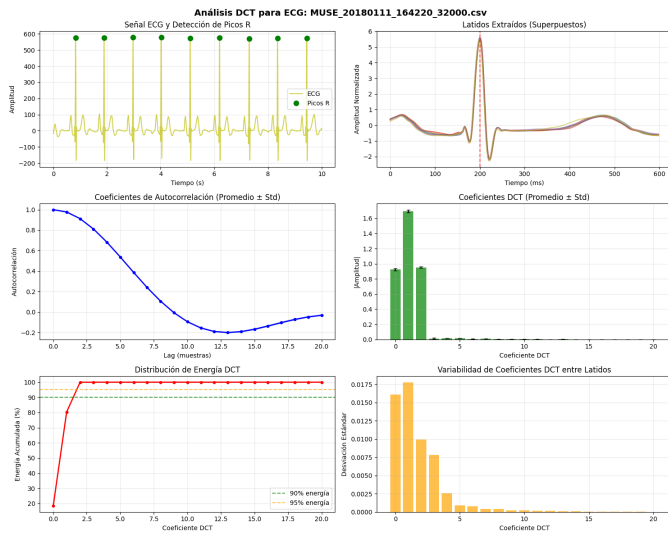 Análisis DCT para ECG: MUSE_20180111_164220_32000.csv
Señal ECG y Detección de Picos R
Amplitud
600
500
400
300
200
100
0
−100
−200
ECG
Picos R
0 2 4 6 8 10
Tiempo (s)
Latidos Extraídos (Superpuestos)
Amplitud Normalizada
6
5
4
3
2
1
0
−1
−2
0 100 200 300 400 500 600
Tiempo (ms)
Coeficientes de Autocorrelación (Promedio ± Std)
Autocorrelación
1.0
0.8
0.6
0.4
0.2
0.0
−0.2
0.0 2.5 5.0 7.5 10.0 12.5 15.0 17.5 20.0
Lag (muestras)
Coeficientes DCT (Promedio ± Std)
|Amplitud|
1.6
1.4
1.2
1.0
0.8
0.6
0.4
0.2
0.0
0 5 10 15 20
Coeficiente DCT
Distribución de Energía DCT
Energía Acumulada (%)
100
90
80
70
60
50
40
30
20
90% energía
95% energía
0.0 2.5 5.0 7.5 10.0 12.5 15.0 17.5 20.0
Coeficiente DCT
Variabilidad de Coeficientes DCT entre Latidos
Desviación Estándar
0.0175
0.0150
0.0125
0.0100
0.0075
0.0050
0.0025
0.0000
0 5 10 15 20
Coeficiente DCT